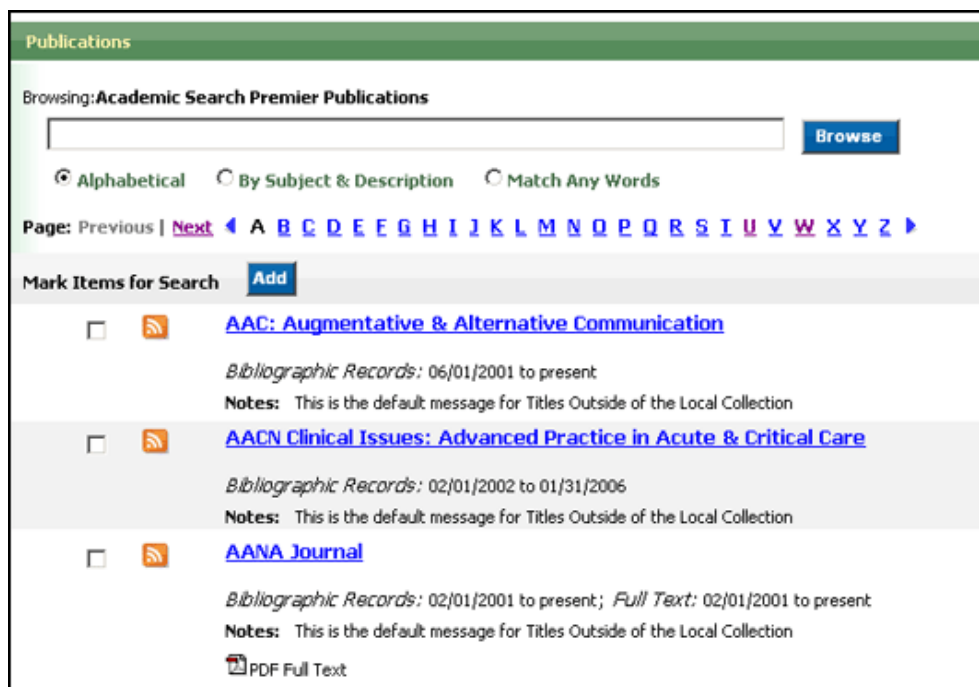 Publications
Browsing:Academic Search Premier Publications
Browse
Alphabetical By Subject & Description Match Any Words
Page: Previous | Next A B C D E F G H I J K L M N O P Q R S T U V W X Y Z
Mark Items for Search Add
AAC: Augmentative & Alternative Communication
Bibliographic Records: 06/01/2001 to present
Notes: This is the default message for Titles Outside of the Local Collection
AACN Clinical Issues: Advanced Practice in Acute & Critical Care
Bibliographic Records: 02/01/2002 to 01/31/2006
Notes: This is the default message for Titles Outside of the Local Collection
AANA Journal
Bibliographic Records: 02/01/2001 to present; Full Text: 02/01/2001 to present
Notes: This is the default message for Titles Outside of the Local Collection
PDF Full Text